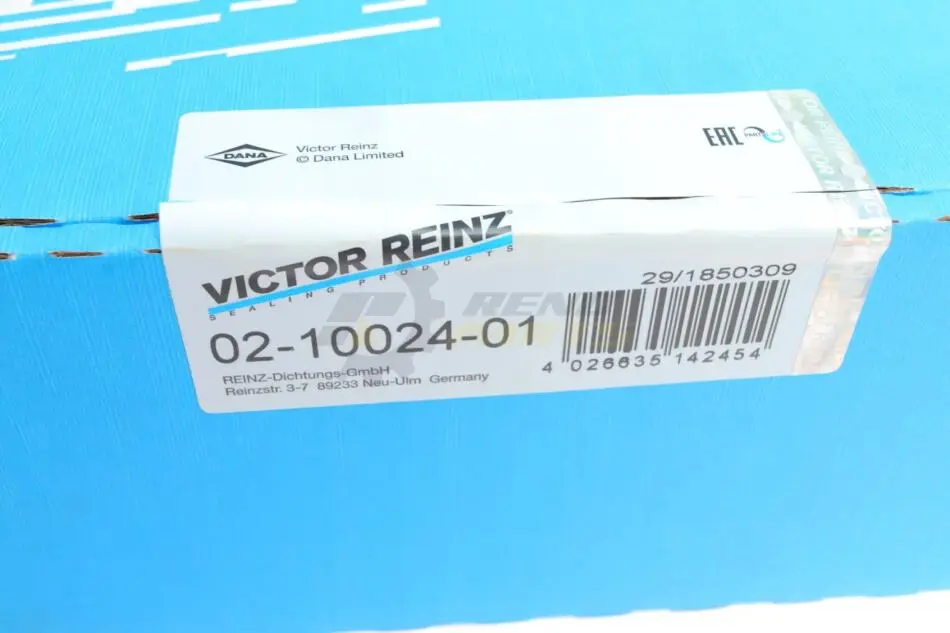 DANA
Victor Reinz
© Dana Limited
EAC
PART
VICTOR REINZ®
SEALING PRODUCTS
29/1850309
02-10024-01
4 026635 142454
REINZ-Dichtungs-GmbH
Reinzstr. 3-7 89233 Neu-Ulm Germany